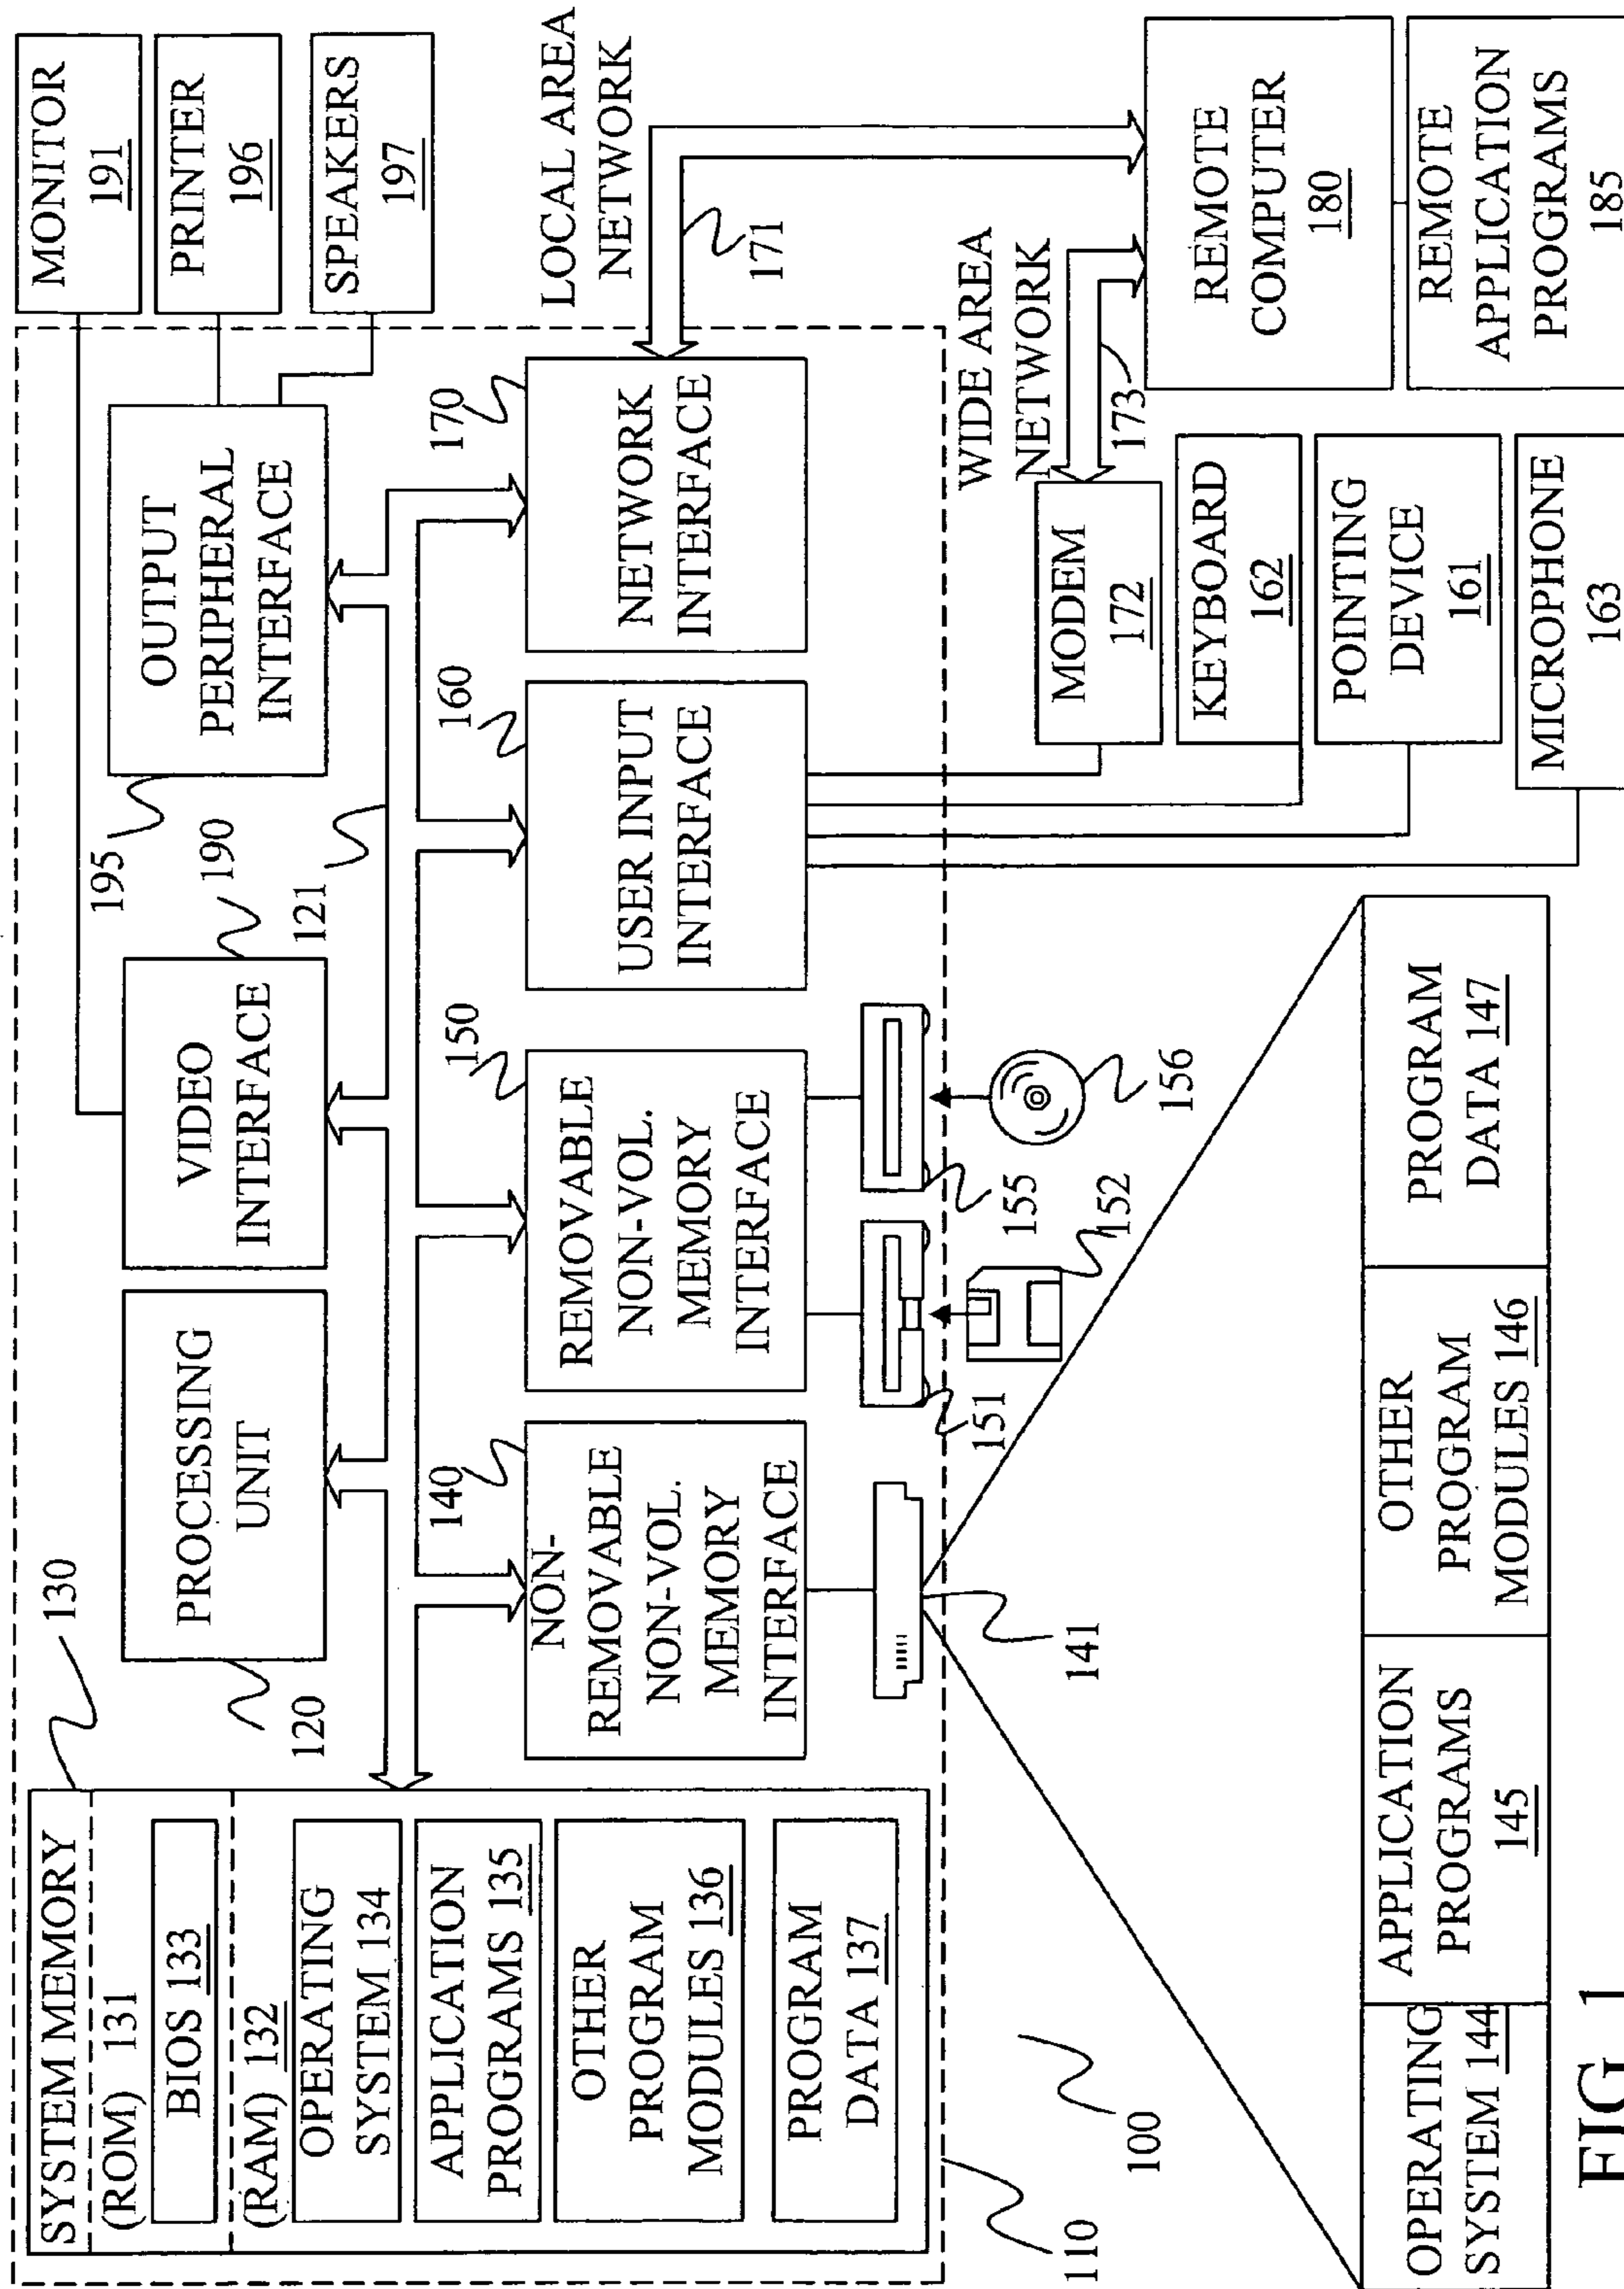 SYSTEM MEMORY
(ROM) 131
BIOS 133
(RAM) 132
OPERATING
SYSTEM 134
APPLICATION
PROGRAMS 135
OTHER
PROGRAM
MODULES 136
PROGRAM
DATA 137
130
PROCESSING
UNIT
120
VIDEO
INTERFACE
190
121
OUTPUT
PERIPHERAL
INTERFACE
195
MONITOR
191
PRINTER
196
SPEAKERS
197
NON-
REMOVABLE
NON-VOL.
MEMORY
INTERFACE
140
REMOVABLE
NON-VOL.
MEMORY
INTERFACE
150
USER INPUT
INTERFACE
160
NETWORK
INTERFACE
170
LOCAL AREA
NETWORK
171
WIDE AREA
NETWORK
173
141
151
152
155
156
MODEM
172
KEYBOARD
162
POINTING
DEVICE
161
MICROPHONE
163
REMOTE
COMPUTER
180
REMOTE
APPLICATION
PROGRAMS
185
110
100
OPERATING
SYSTEM 144
APPLICATION
PROGRAMS
145
OTHER
PROGRAM
MODULES 146
PROGRAM
DATA 147
FIG 1